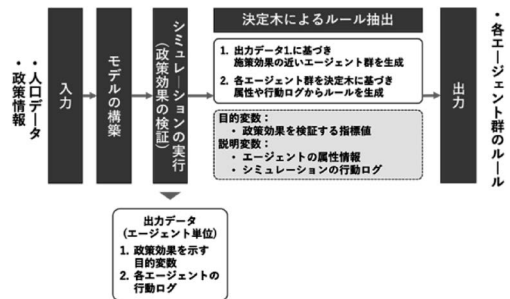 ・人口データ
・政策情報
入力
モデルの構築
シミュレーションの実行
(政策効果の検証)
決定木によるルール抽出
1. 出力データ1.に基づき
施策効果の近いエージェント群を生成
2. 各エージェント群を決定木に基づき
属性や行動ログからルールを生成
目的変数：
・ 政策効果を検証する指標値
説明変数：
・ エージェントの属性情報
・ シミュレーションの行動ログ
出力
・各エージェント群のルール
出力データ
(エージェント単位)
1. 政策効果を示す
目的変数
2. 各エージェントの
行動ログ